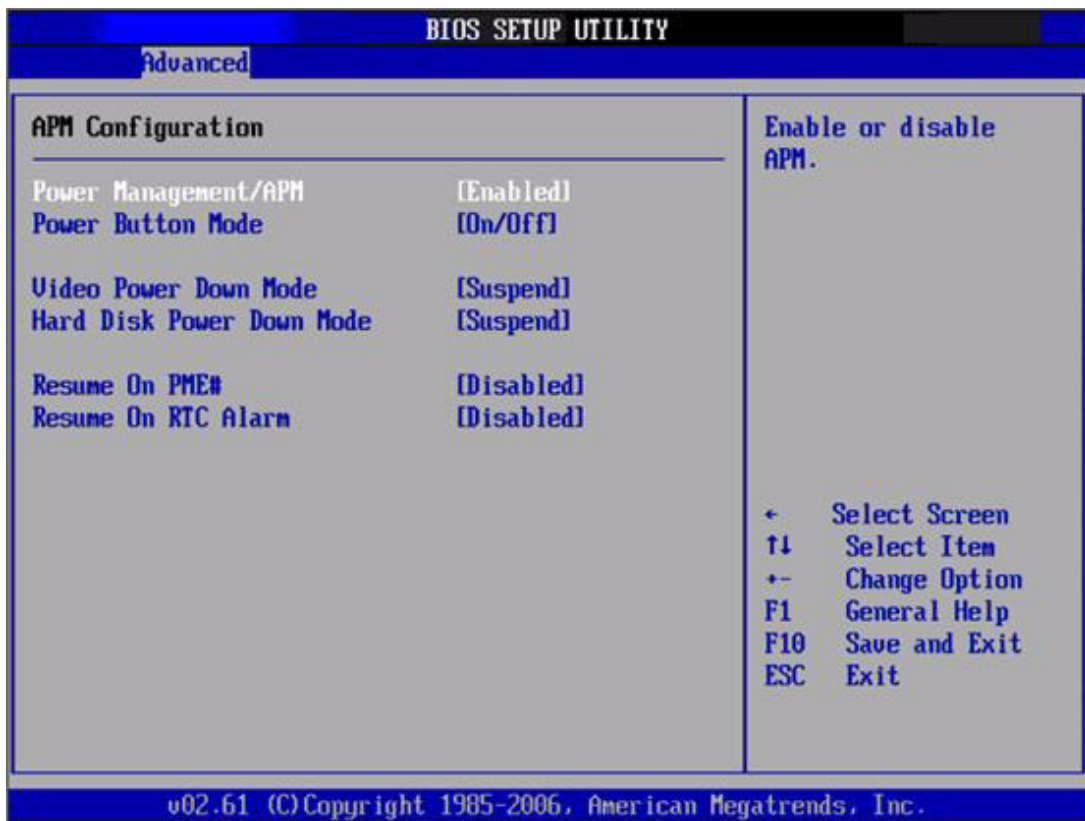 BIOS SETUP UTILITY
Advanced
APM Configuration
Power Management/APM [Enabled]
Power Button Mode [On/Off]
Video Power Down Mode [Suspend]
Hard Disk Power Down Mode [Suspend]
Resume On PME# [Disabled]
Resume On RTC Alarm [Disabled]
Enable or disable
APM.
← Select Screen
↑↓ Select Item
+- Change Option
F1 General Help
F10 Save and Exit
ESC Exit
v02.61 (C)Copyright 1985-2006, American Megatrends, Inc.